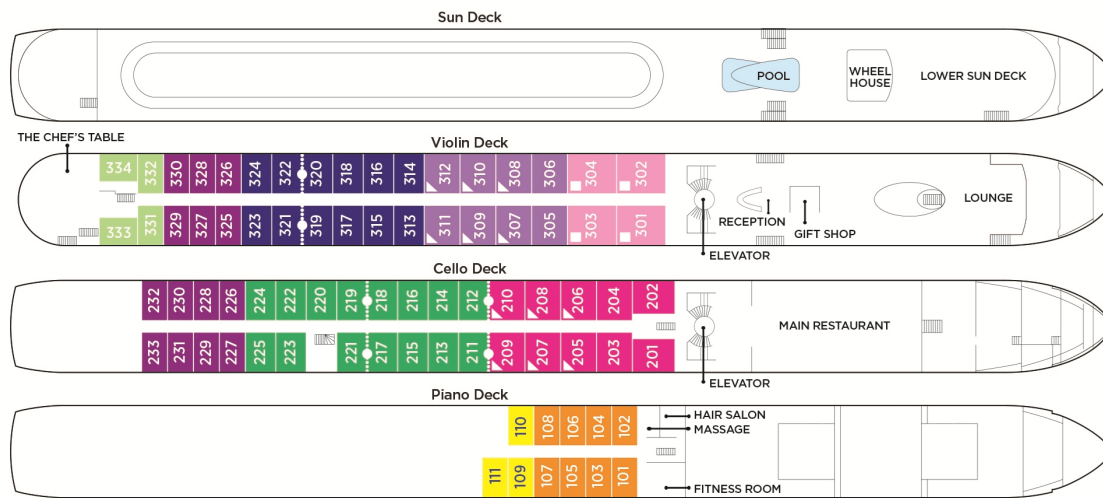 Sun Deck
POOL
WHEEL
HOUSE
LOWER SUN DECK
THE CHEF'S TABLE
Violin Deck
334 332 330 328 326 324 322 320 318 316 314 312 310 308 306 304 302
333 331 329 327 325 323 321 319 317 315 313 311 309 307 305 303 301
RECEPTION
GIFT SHOP
LOUNGE
ELEVATOR
Cello Deck
232 230 228 226 224 222 220 219 218 216 214 212 210 208 206 204 202
233 231 229 227 225 223 221 217 215 213 211 209 207 205 203 201
MAIN RESTAURANT
ELEVATOR
Piano Deck
110 108 106 104 102
111 109 107 105 103 101
HAIR SALON
MASSAGE
FITNESS ROOM